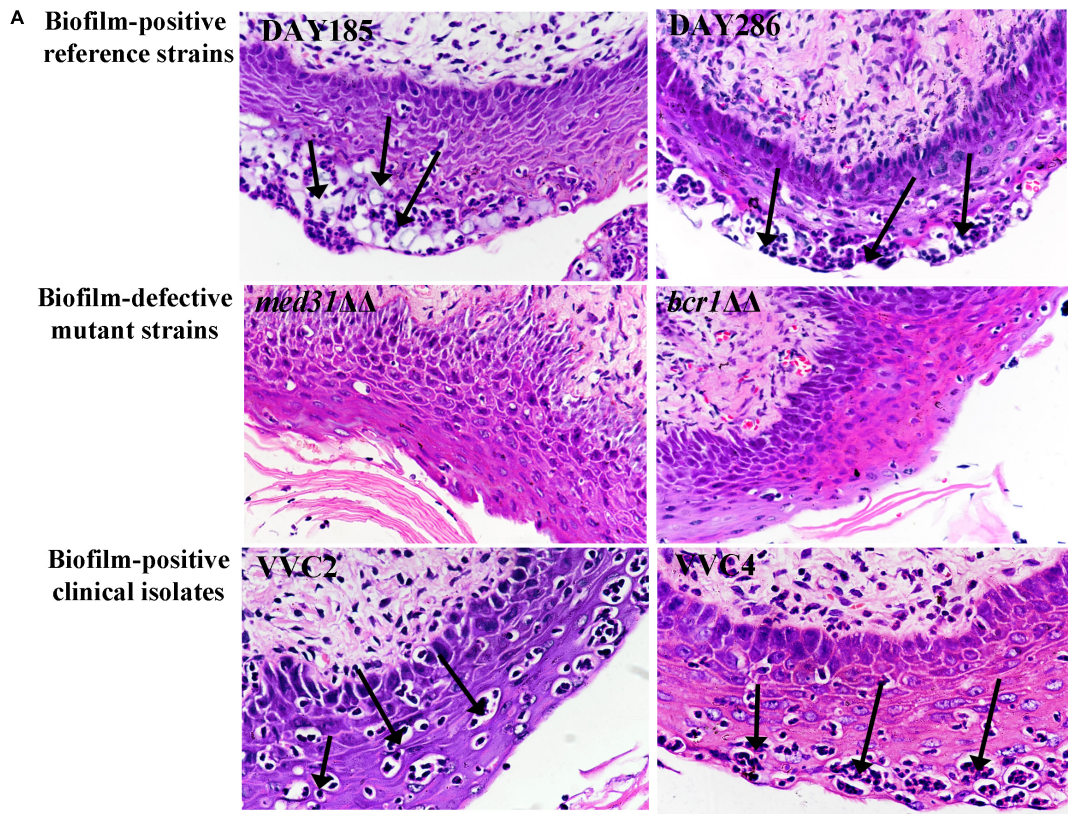 A
Biofilm-positive
reference strains
DAY185
DAY286
Biofilm-defective
mutant strains
med31ΔΔ
bcr1ΔΔ
Biofilm-positive
clinical isolates
VVC2
VVC4